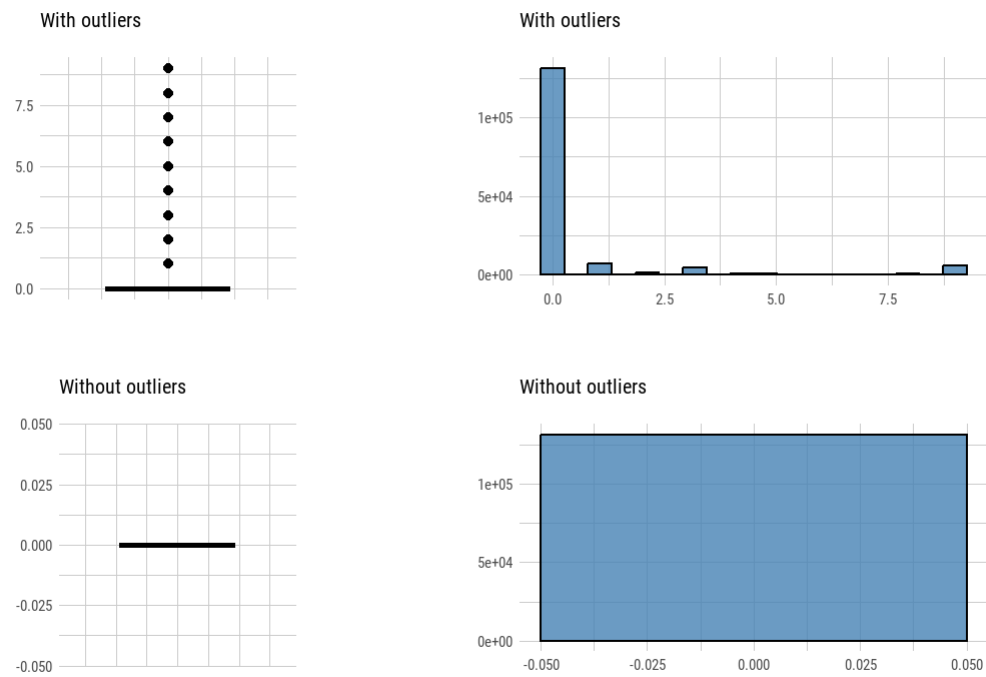 With outliers
7.5
5.0
2.5
0.0
With outliers
1e+05
5e+04
0e+00
0.0 2.5 5.0 7.5
Without outliers
0.050
0.025
0.000
-0.025
-0.050
Without outliers
1e+05
5e+04
0e+00
-0.050 -0.025 0.000 0.025 0.050